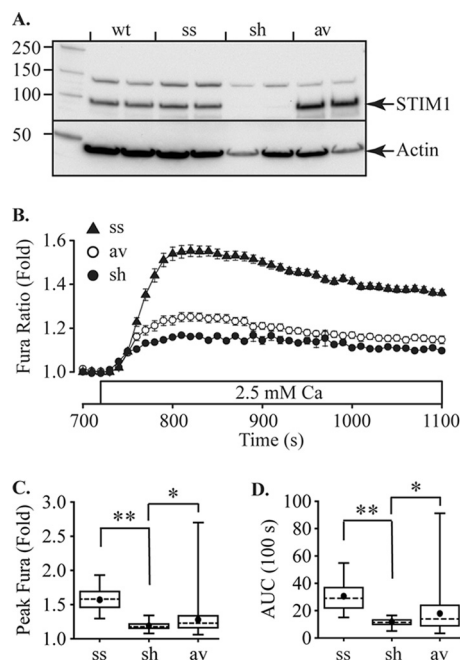 A.
wt ss sh av
250
150
100
50
STIM1
Actin
B.
ss
av
sh
Fura Ratio (Fold)
1.6
1.4
1.2
1.0
2.5 mM Ca
700 800 900 1000 1100
Time (s)
C.
Peak Fura (Fold)
3.0
2.5
2.0
1.5
1.0
** *
ss sh av
D.
AUC (100 s)
100
80
60
40
20
0
** *
ss sh av